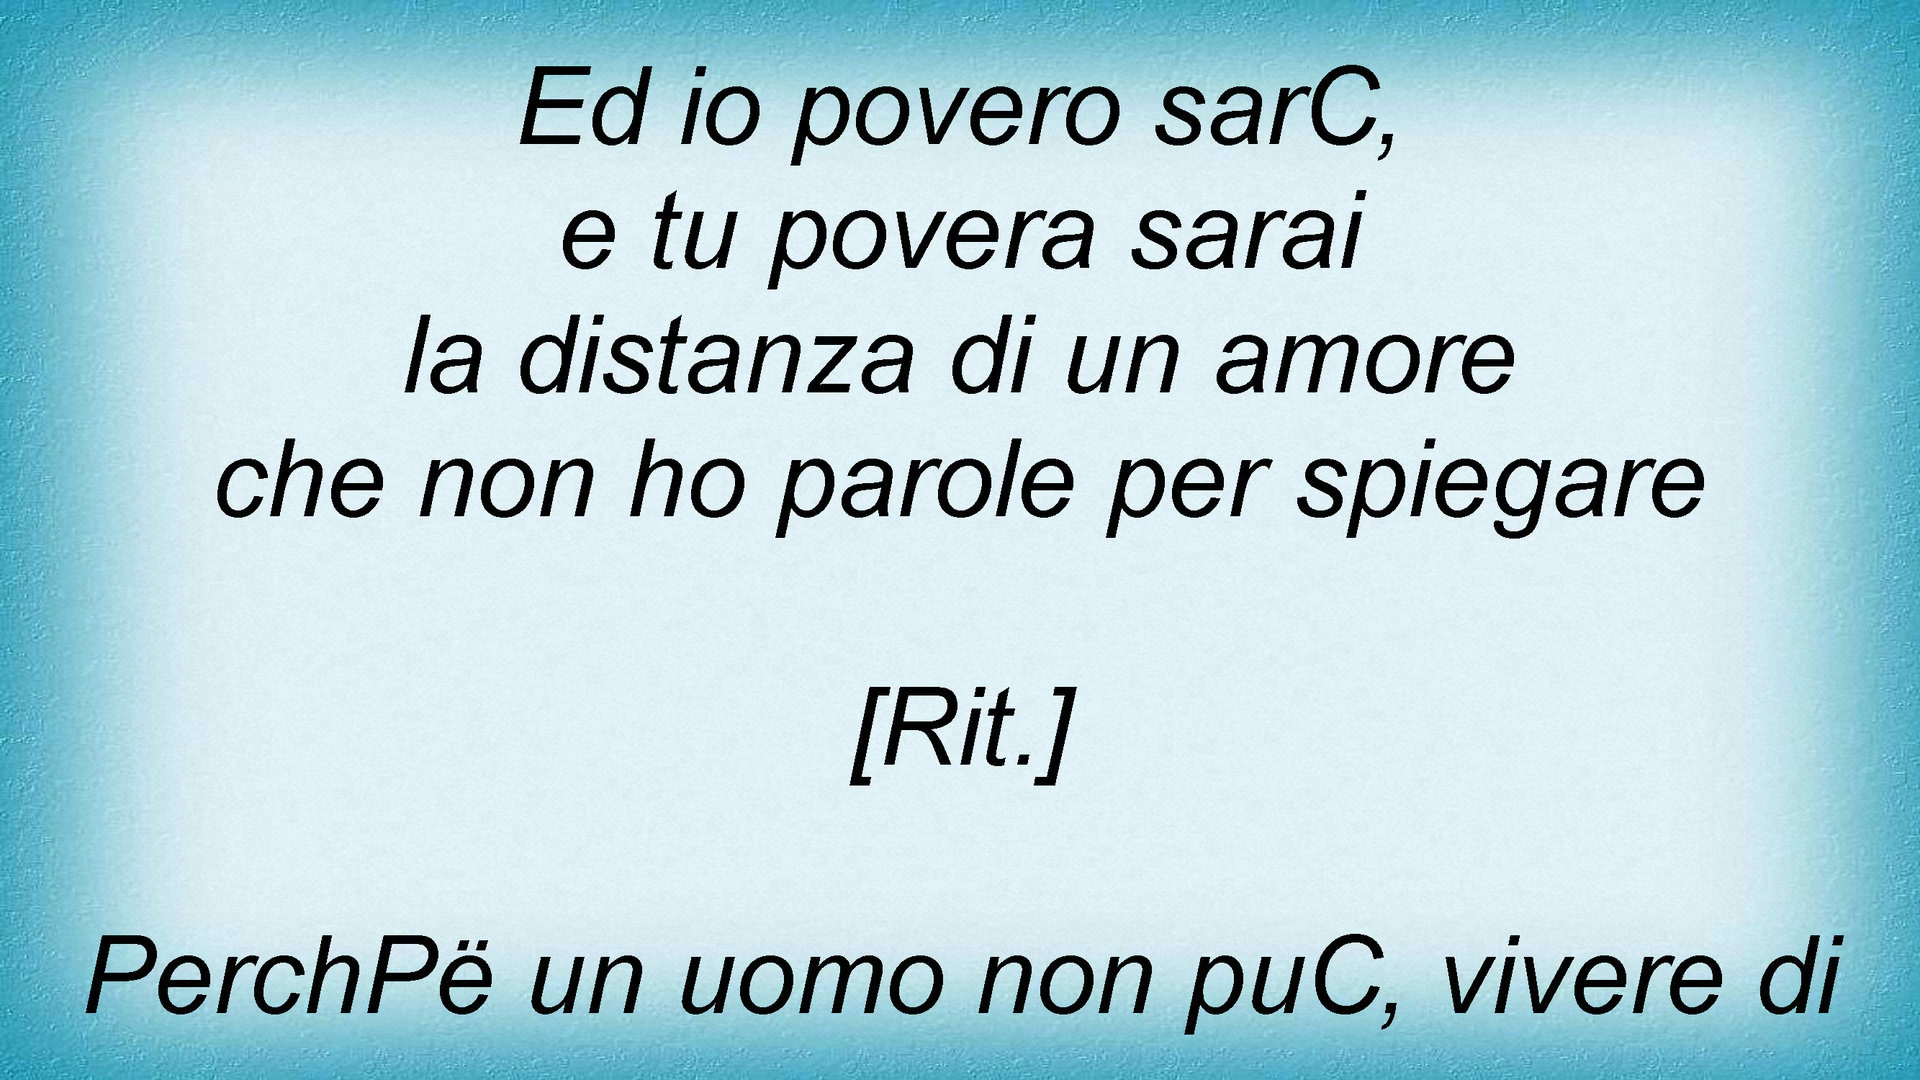 Ed io povero sarC,
e tu povera sarai
la distanza di un amore
che non ho parole per spiegare
[Rit.]
PerchPë un uomo non puC, vivere di